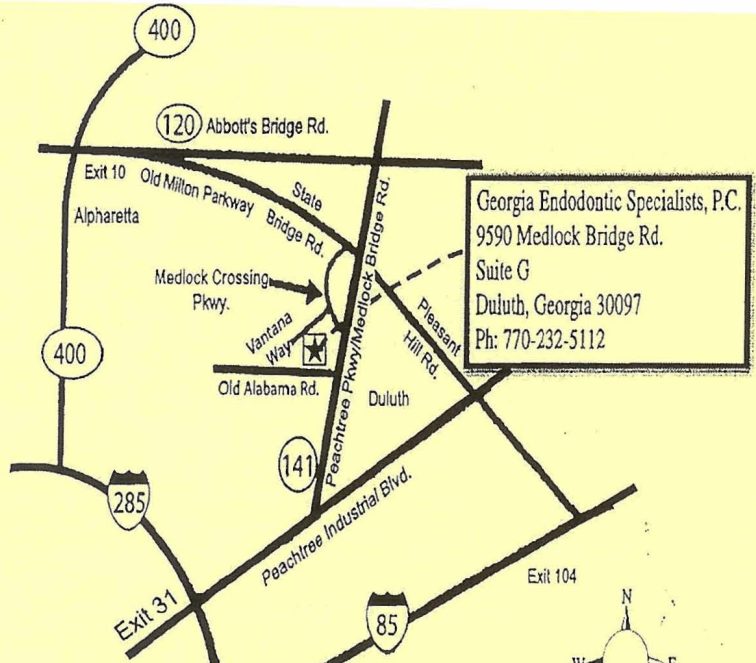 400
120 Abbott's Bridge Rd.
Exit 10
Old Milton Parkway
State
Bridge Rd.
Alpharetta
Georgia Endodontic Specialists, P.C.
9590 Medlock Bridge Rd.
Suite G
Duluth, Georgia 30097
Ph: 770-232-5112
Medlock Crossing
Pkwy.
Peachtree Pkwy/Medlock Bridge Rd.
Vantana
Way
Pleasant
Hill Rd.
400
Old Alabama Rd.
Duluth
141
285
Peachtree Industrial Blvd.
Exit 31
Exit 104
85
N
W
E